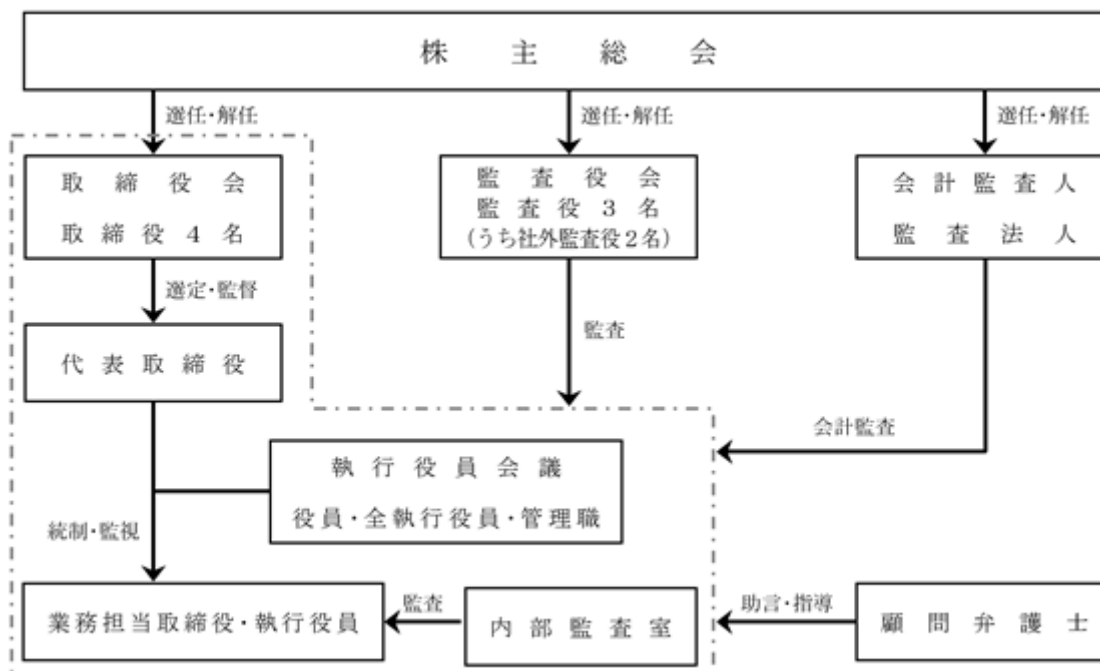 株主総会
選任・解任
選任・解任
選任・解任
取締役会
取締役4名
監査役会
監査役3名
(うち社外監査役2名)
会計監査人
監査法人
選定・監督
監査
代表取締役
会計監査
執行役員会議
役員・全執行役員・管理職
統制・監視
業務担当取締役・執行役員
監査
内部監査室
助言・指導
顧問弁護士